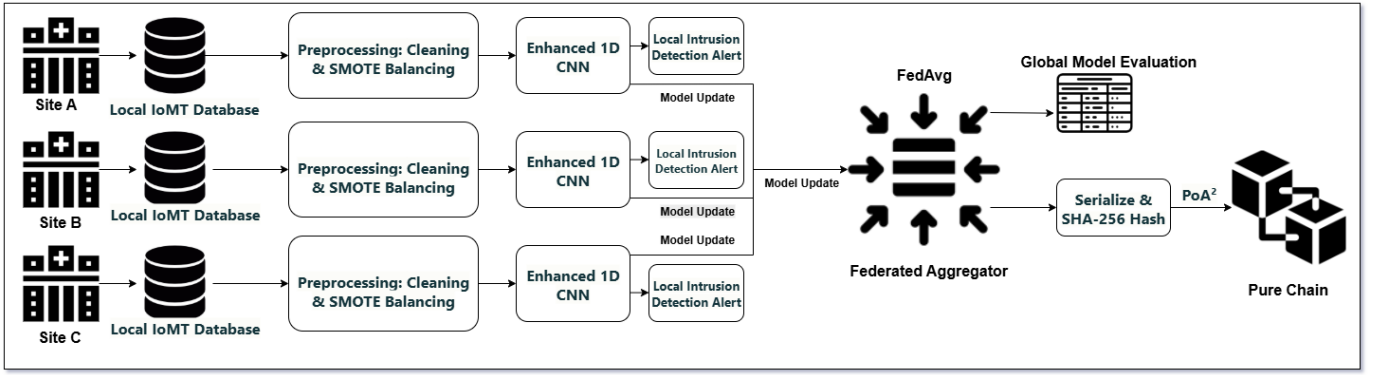 Site A
Local IoMT Database
Preprocessing: Cleaning
& SMOTE Balancing
Enhanced 1D
CNN
Local Intrusion
Detection Alert
Model Update
Site B
Local IoMT Database
Preprocessing: Cleaning
& SMOTE Balancing
Enhanced 1D
CNN
Local Intrusion
Detection Alert
Model Update
Site C
Local IoMT Database
Preprocessing: Cleaning
& SMOTE Balancing
Enhanced 1D
CNN
Model Update
Local Intrusion
Detection Alert
Model Update
FedAvg
Federated Aggregator
Global Model Evaluation
Serialize &
SHA-256 Hash
PoA²
Pure Chain